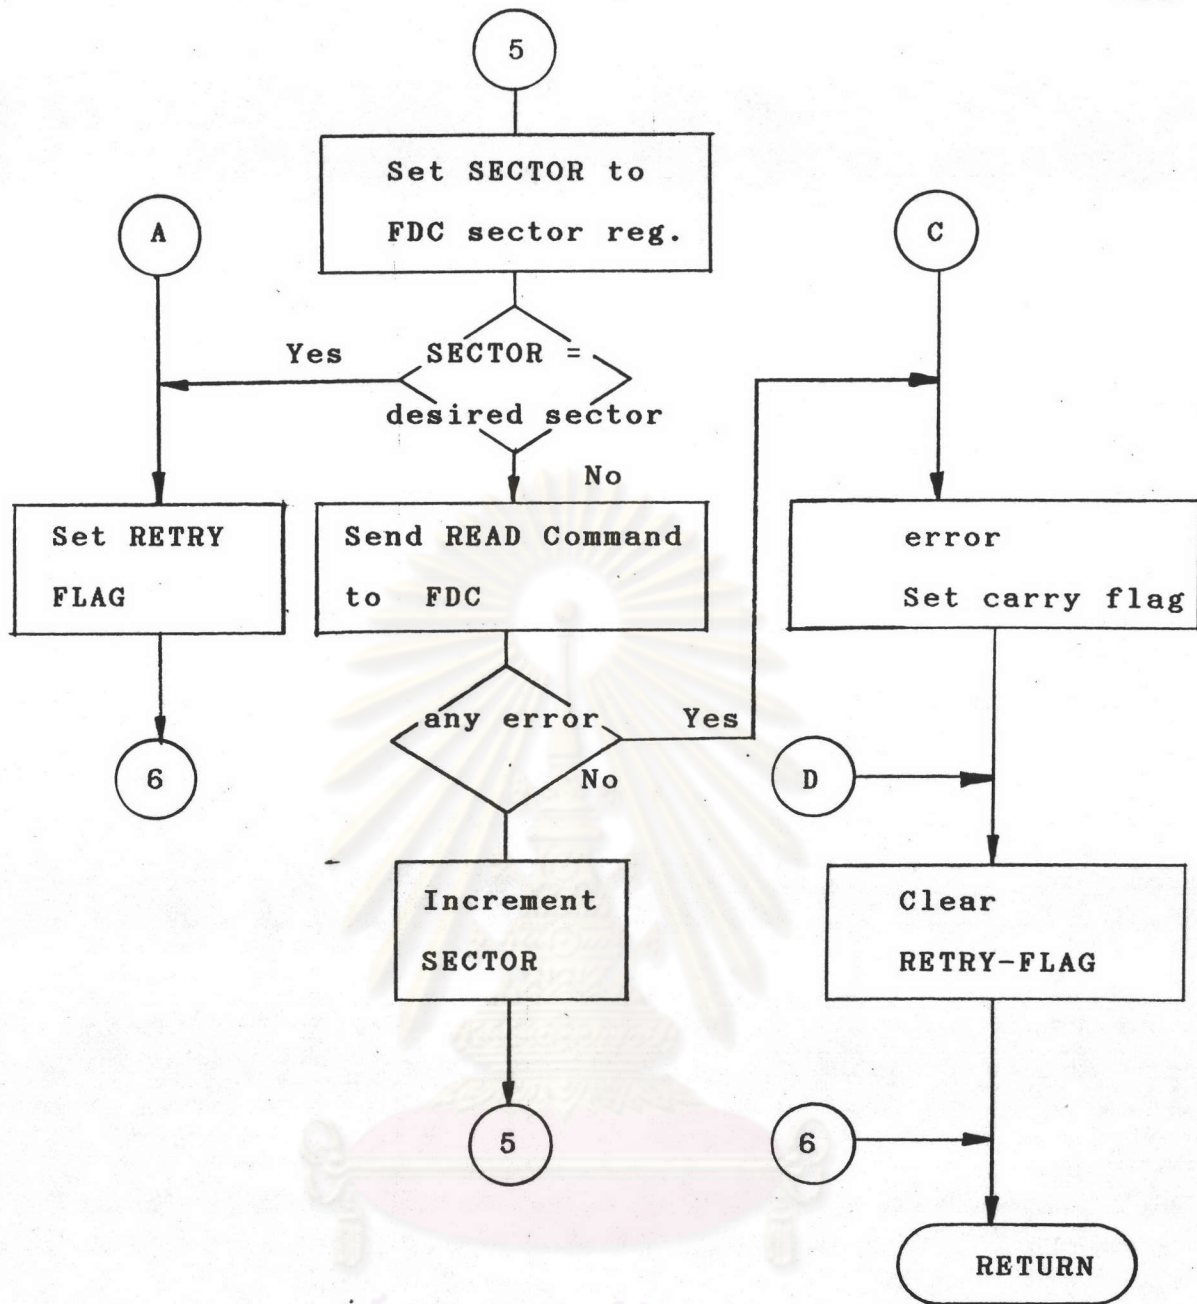 5
Set SECTOR to
FDC sector reg.
A
C
Yes
SECTOR =
desired sector
No
Set RETRY
FLAG
Send READ Command
to FDC
error
Set carry flag
any error
Yes
No
6
D
Increment
SECTOR
Clear
RETRY-FLAG
5
6
RETURN